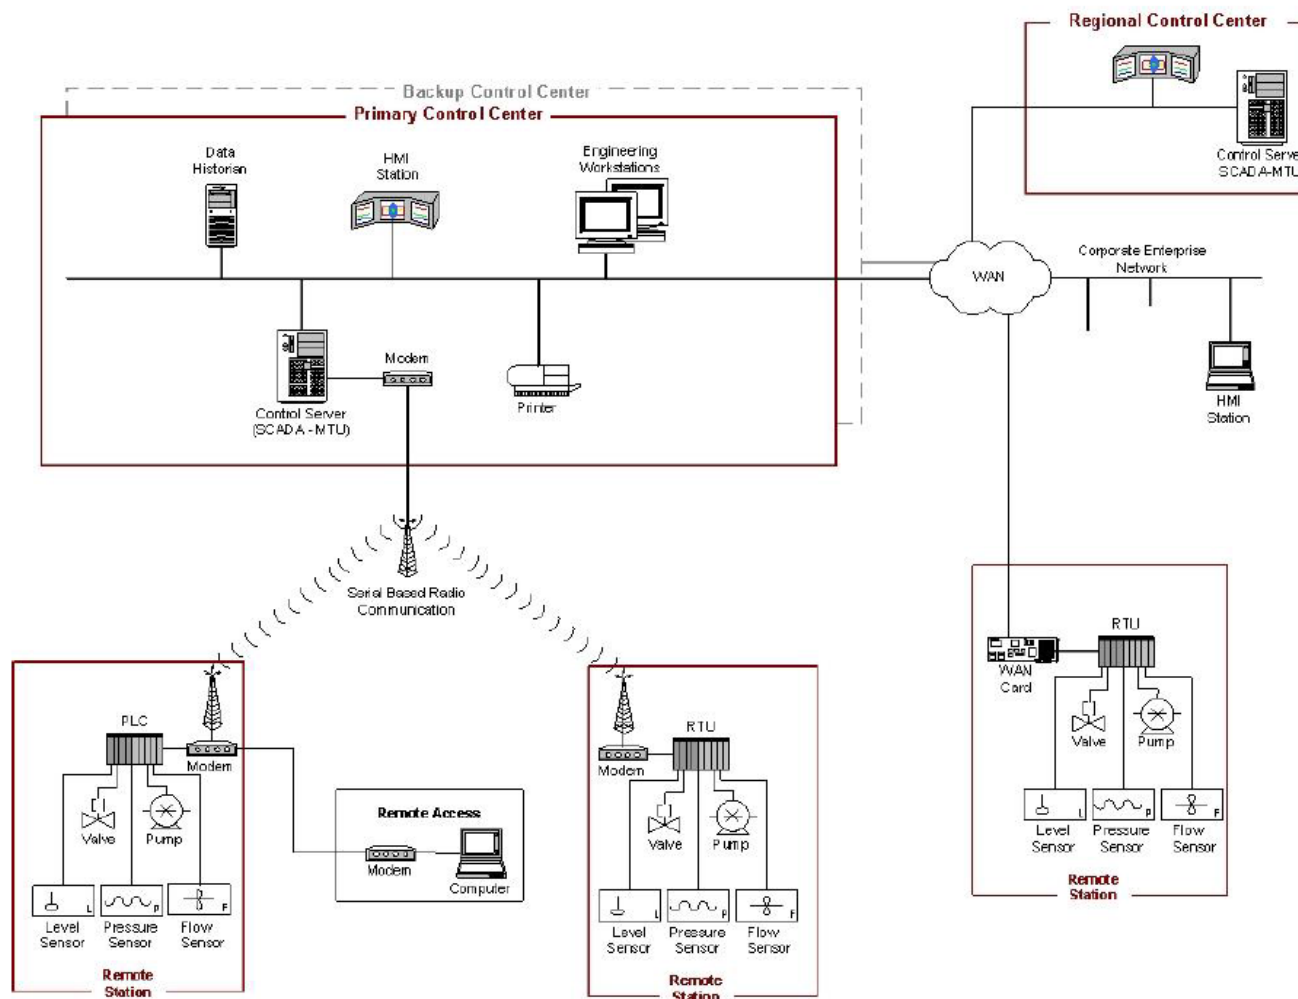 Regional Control Center
Control Server
SCADA-MTU
Backup Control Center
Primary Control Center
Data
Historian
HMI
Station
Engineering
Workstations
Control Server
(SCADA - MTU)
Modem
Printer
WAN
Corporate Enterprise
Network
HMI
Station
Serial Based Radio
Communication
PLC
Modem
Valve
Pump
L
P
F
Level
Sensor
Pressure
Sensor
Flow
Sensor
Remote
Station
Remote Access
Modem
Computer
RTU
Modem
Valve
Pump
L
P
F
Level
Sensor
Pressure
Sensor
Flow
Sensor
Remote
Station
RTU
WAN
Card
Valve
Pump
L
P
F
Level
Sensor
Pressure
Sensor
Flow
Sensor
Remote
Station